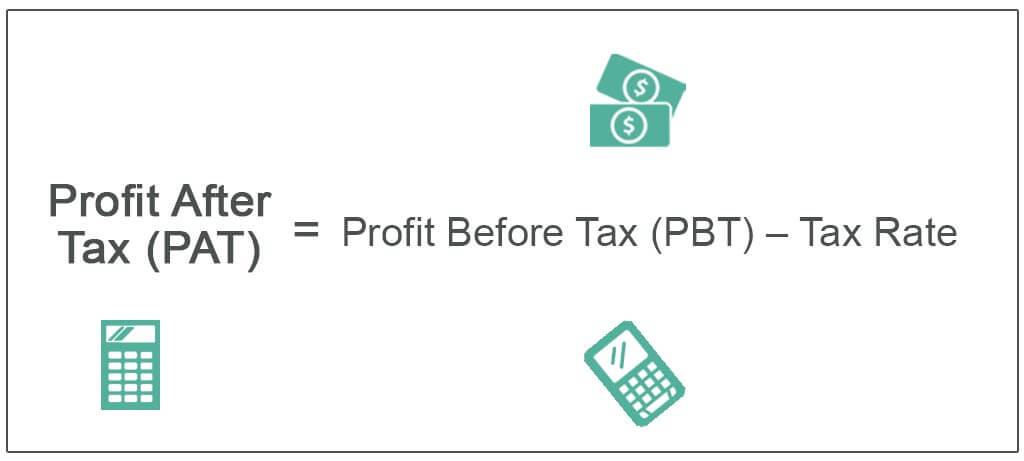 Profit After
Tax (PAT)
= Profit Before Tax (PBT) – Tax Rate
$
$